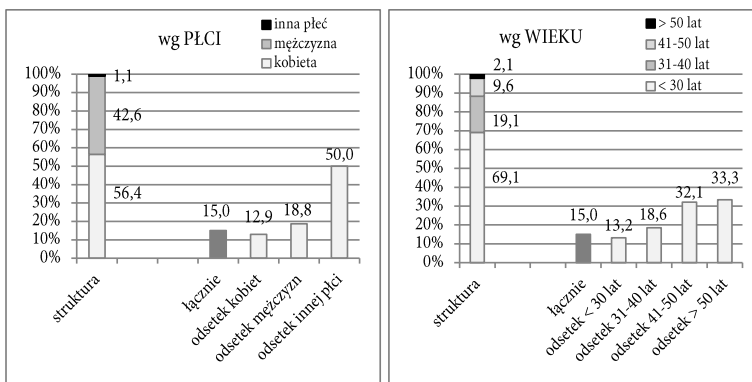 wg PŁCI
inna płeć
mężczyzna
kobieta
100%
90%
80%
70%
60%
50%
40%
30%
20%
10%
0%
1,1
42,6
56,4
15,0
12,9
18,8
50,0
struktura
łącznie
odsetek kobiet
odsetek mężczyzn
odsetek innej płci
wg WIEKU
> 50 lat
41-50 lat
31-40 lat
< 30 lat
100%
90%
80%
70%
60%
50%
40%
30%
20%
10%
0%
2,1
9,6
19,1
69,1
15,0
13,2
18,6
32,1
33,3
struktura
łącznie
odsetek < 30 lat
odsetek 31-40 lat
odsetek 41-50 lat
odsetek > 50 lat